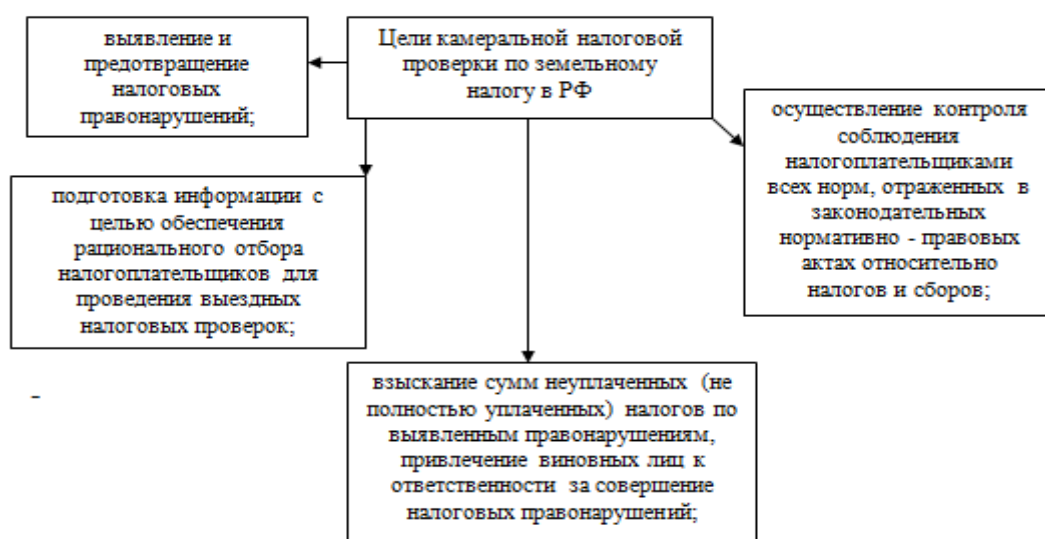 Цели камеральной налоговой
проверки по земельному
налогу в РФ
выявление и
предотвращение
налоговых
правонарушений;
осуществление контроля
соблюдения
налогоплательщиками
всех норм, отраженных в
законодательных
нормативно - правовых
актах относительно
налогов и сборов;
подготовка информации с
целью обеспечения
рационального отбора
налогоплательщиков для
проведения выездных
налоговых проверок;
-
взыскание сумм неуплаченных (не
полностью уплаченных) налогов по
выявленным правонарушениям,
привлечение виновных лиц к
ответственности за совершение
налоговых правонарушений;